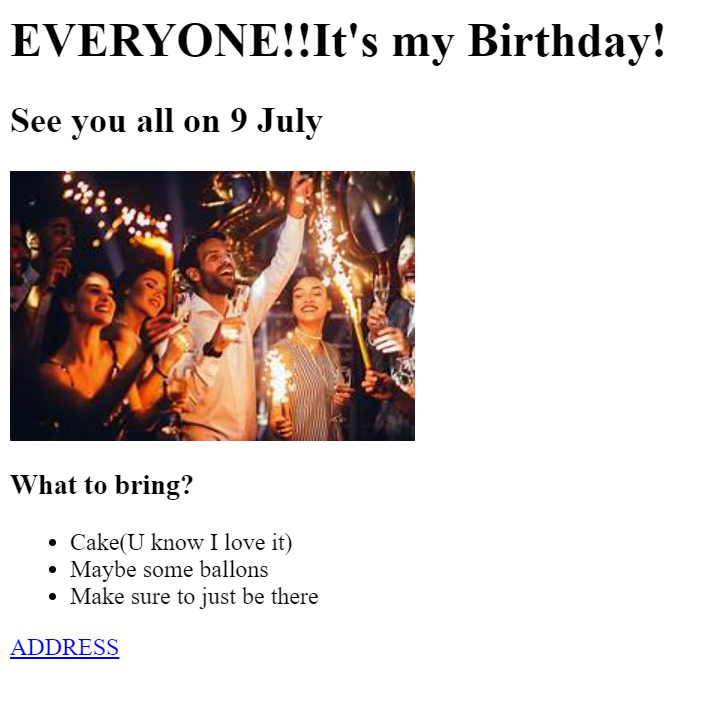 EVERYONE!!It's my Birthday!
See you all on 9 July
What to bring?
Cake(U know I love it)
Maybe some ballons
Make sure to just be there
ADDRESS